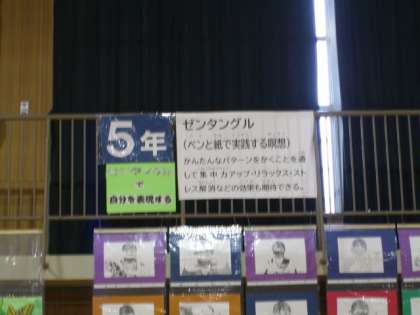 5年
で
自分を表現する
ゼンタングル
(ペンと紙で実践する瞑想)
かんたんなパターンをかくことを通
して集中力アップ・リラックス・スト
レス解消などの効果も期待できる。